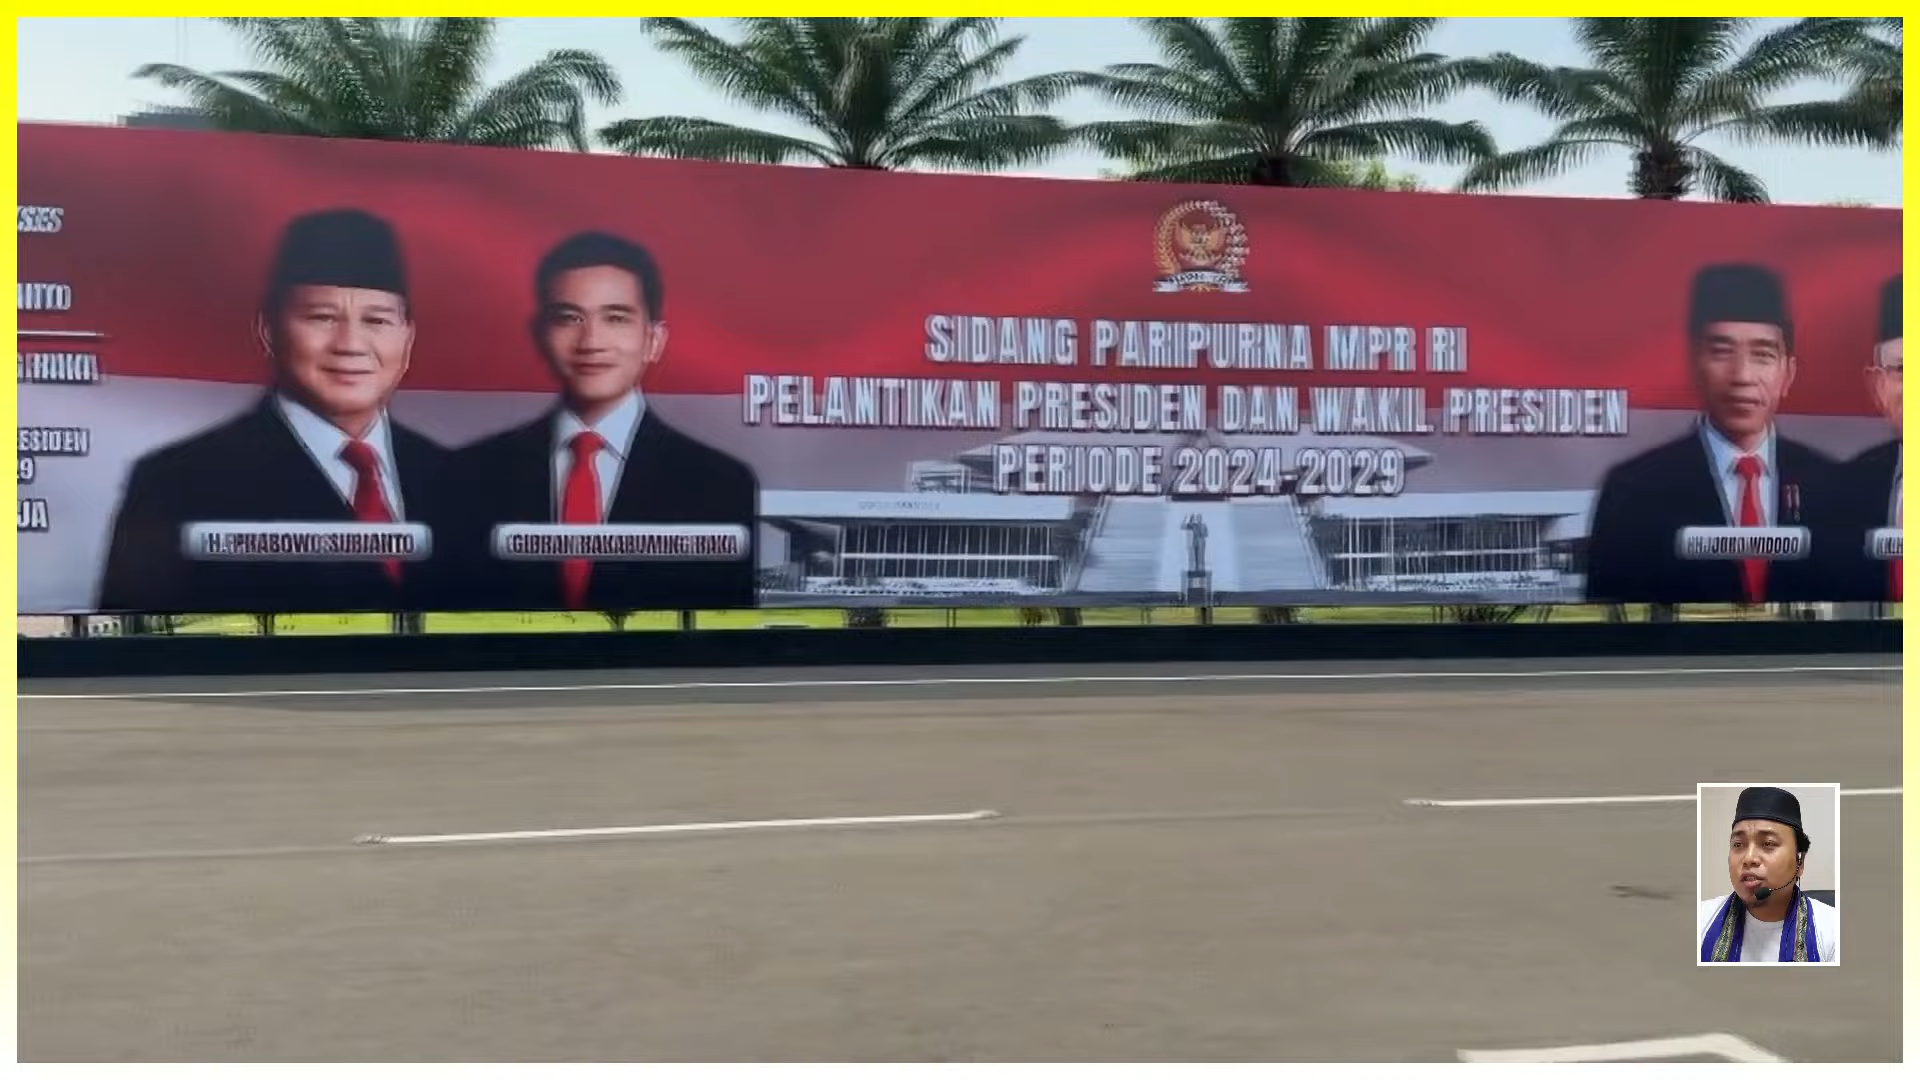 H. PRABOWO SUBIANTO
GIBRAN RAKABUMING RAKA
SIDANG PARIPURNA MPR RI
PELANTIKAN PRESIDEN DAN WAKIL PRESIDEN
PERIODE 2024-2029
JOKO WIDODO